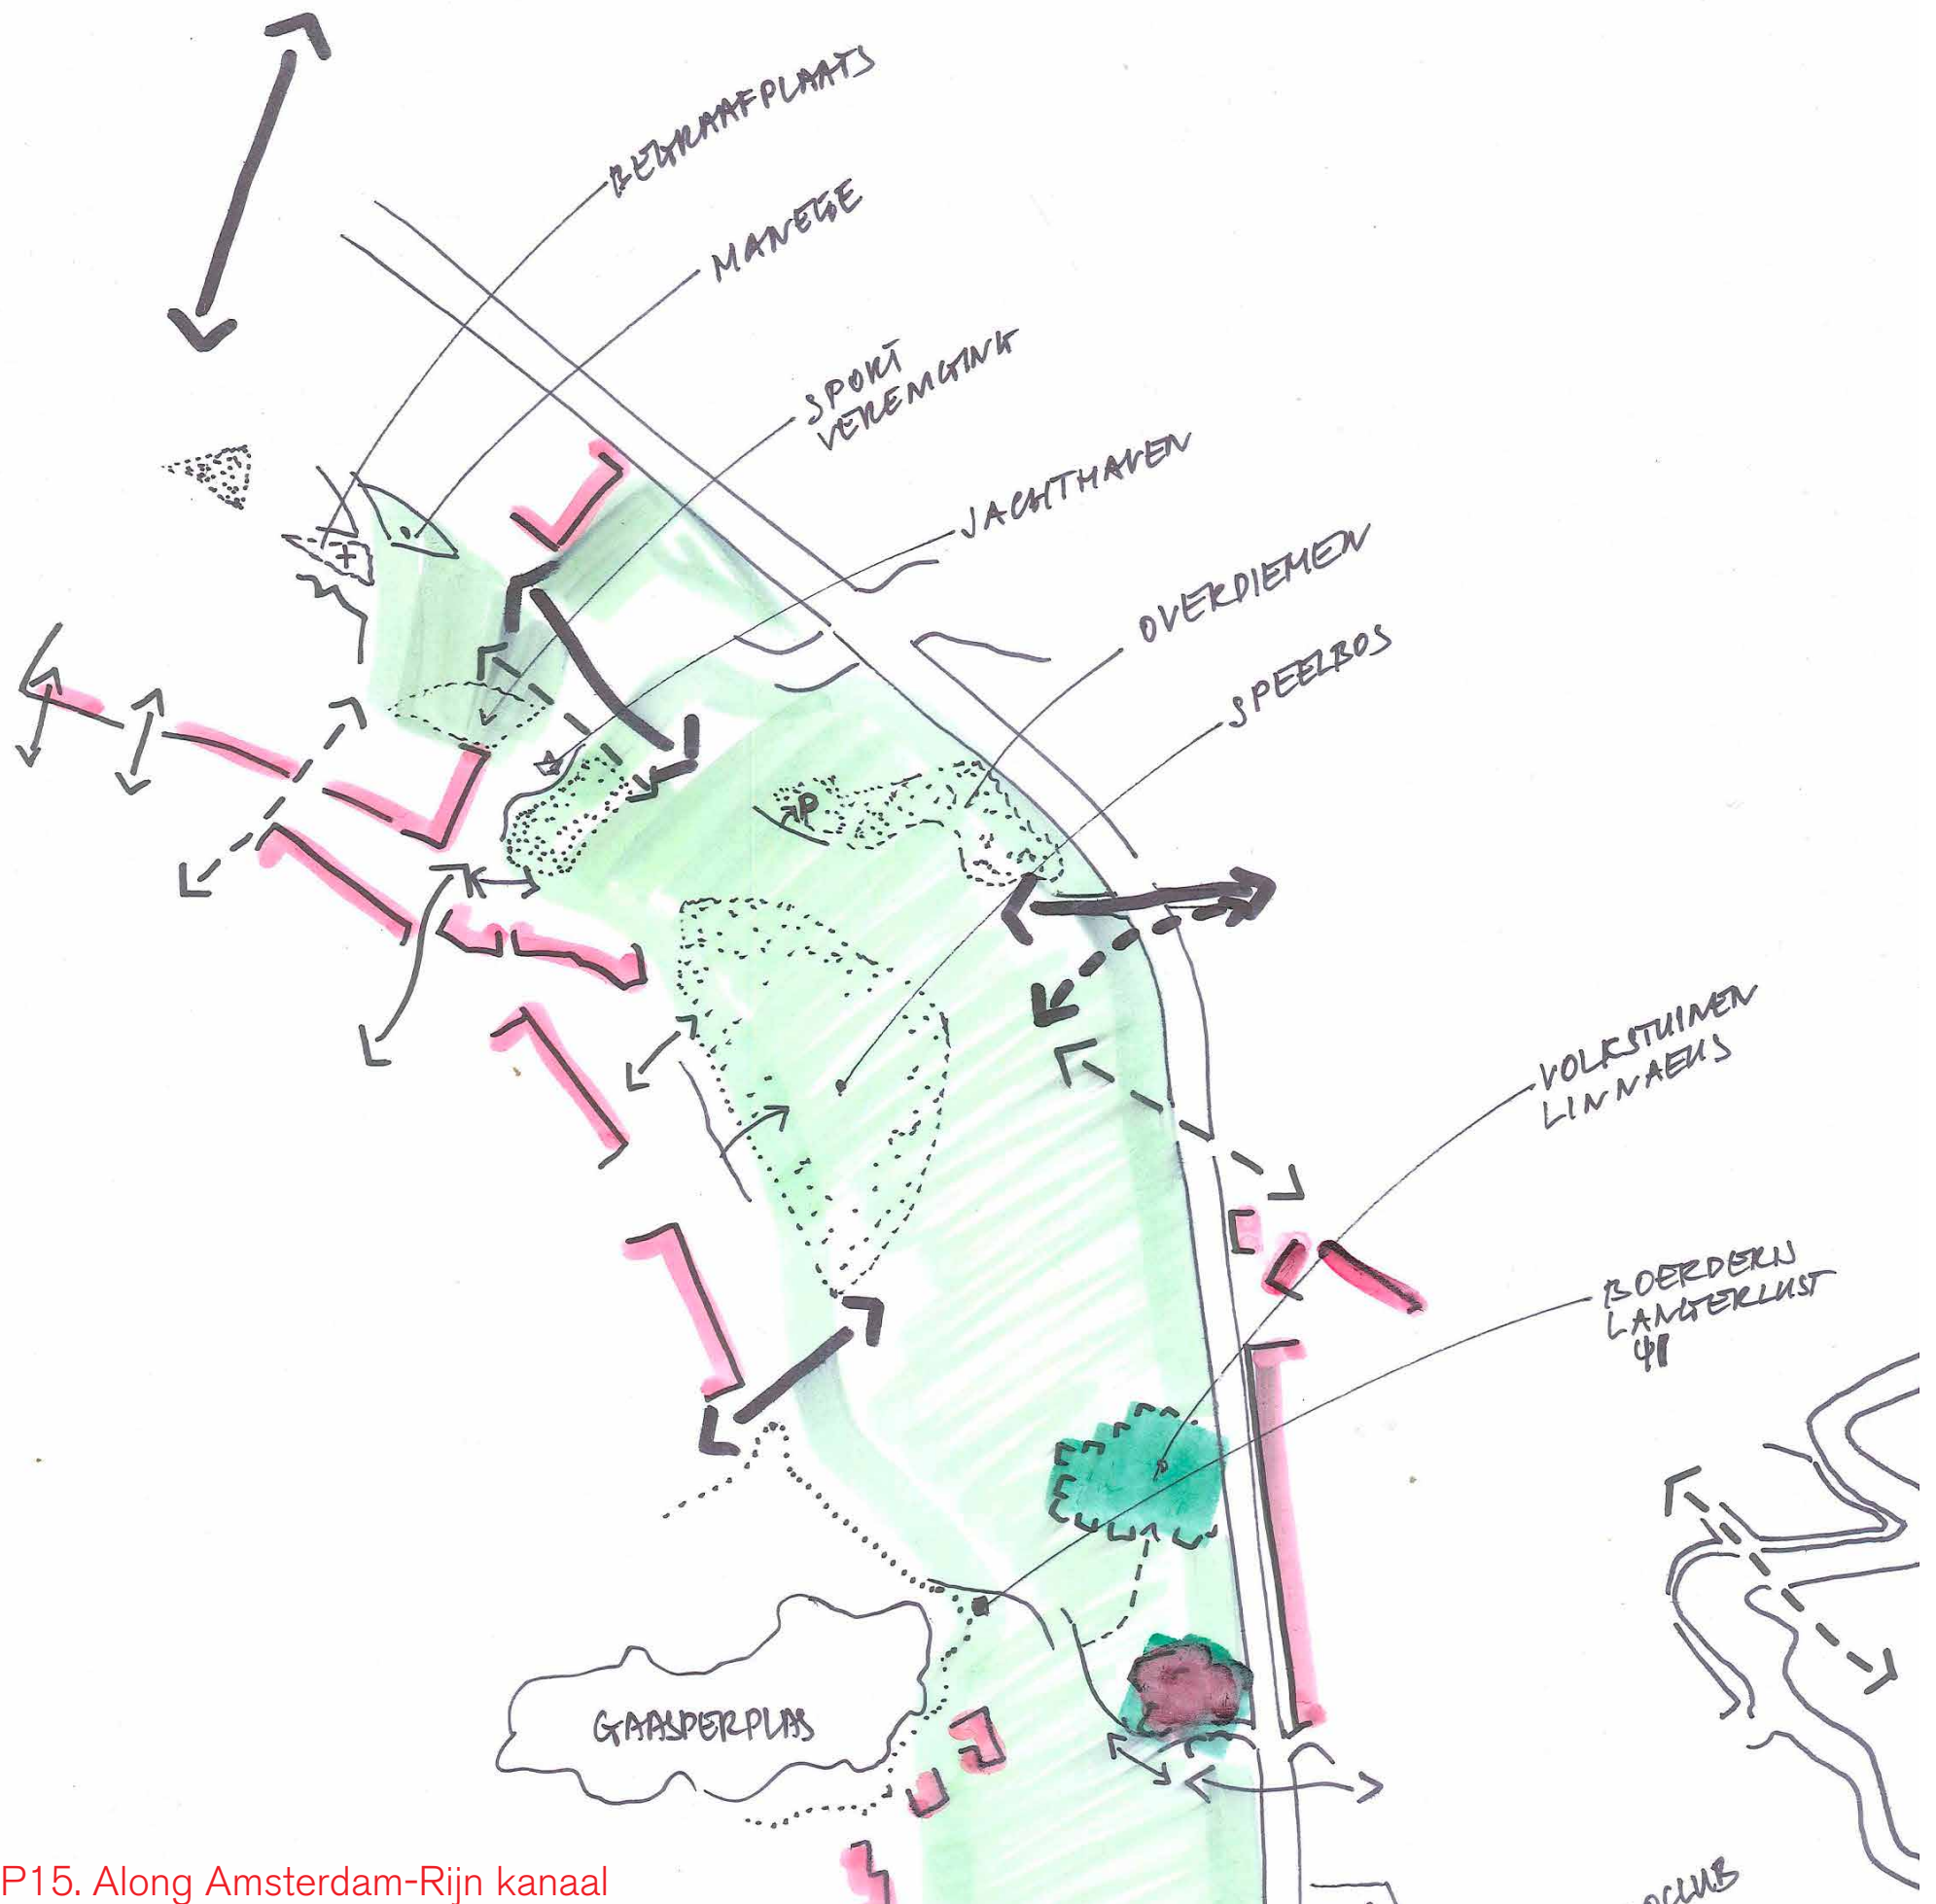 BEGRAAFPLAATS
MANEGE
SPORT
VERENIGING
JACHTHAVEN
OVERDIEMEN
SPEELBOS
P
VOLKSTUINEN
LINNAEUS
BOERDERIJ
LANGERLUST
GAASPERPLAS
P15. Along Amsterdam-Rijn kanaal